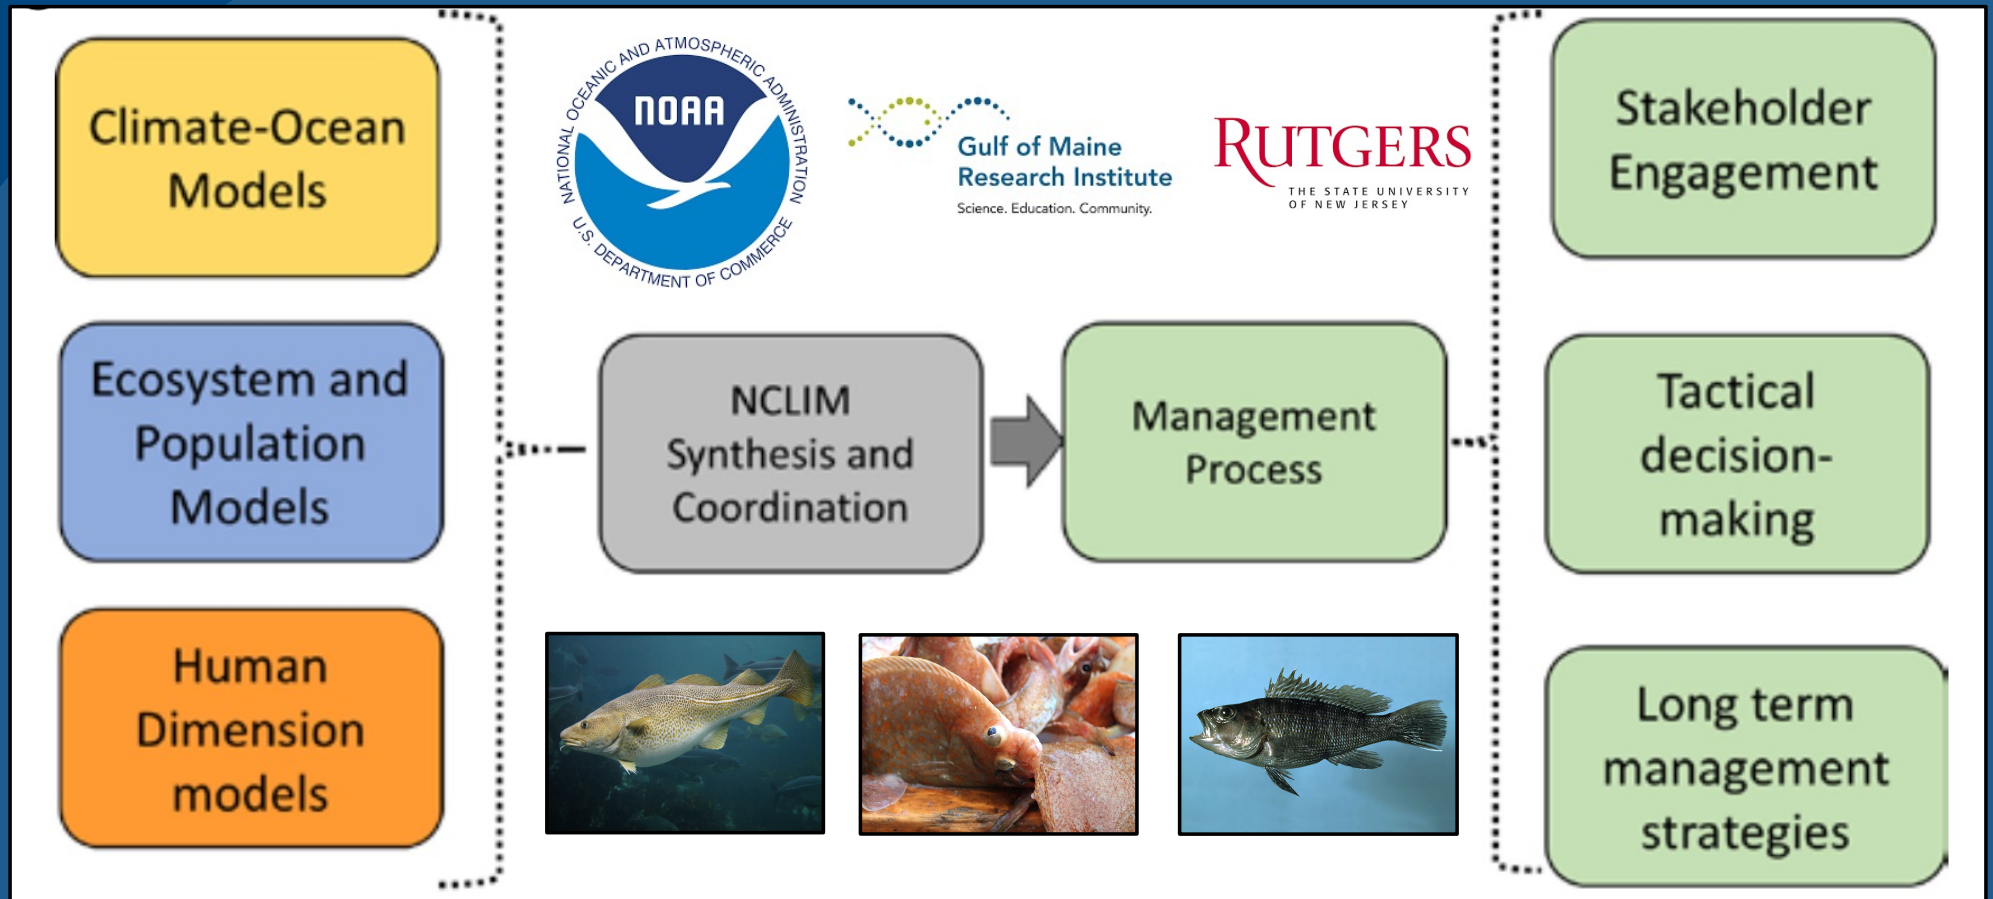 Climate-Ocean
Models
Ecosystem and
Population
Models
Human
Dimension
models
NATIONAL OCEANIC AND ATMOSPHERIC ADMINISTRATION
NOAA
U.S. DEPARTMENT OF COMMERCE
Gulf of Maine
Research Institute
Science. Education. Community.
RUTGERS
THE STATE UNIVERSITY
OF NEW JERSEY
NCLIM
Synthesis and
Coordination
Management
Process
Stakeholder
Engagement
Tactical
decision-
making
Long term
management
strategies